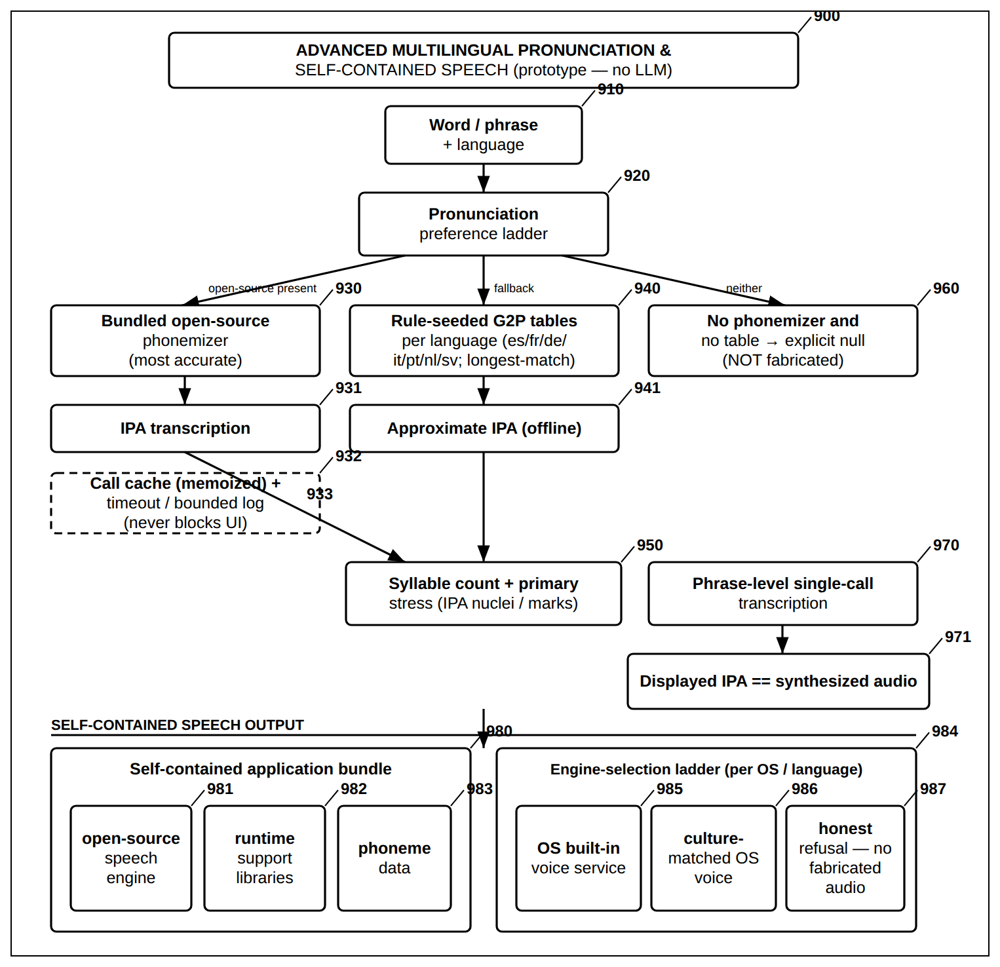 900
ADVANCED MULTILINGUAL PRONUNCIATION &
SELF-CONTAINED SPEECH (prototype — no LLM)
910
Word / phrase
+ language
920
Pronunciation
preference ladder
open-source present
930
fallback
940
neither
960
Bundled open-source
phonemizer
(most accurate)
Rule-seeded G2P tables
per language (es/fr/de/
it/pt/nl/sv; longest-match)
No phonemizer and
no table → explicit null
(NOT fabricated)
931
941
IPA transcription
Approximate IPA (offline)
932
Call cache (memoized) +
timeout / bounded log
(never blocks UI)
933
950
970
Syllable count + primary
stress (IPA nuclei / marks)
Phrase-level single-call
transcription
971
Displayed IPA == synthesized audio
SELF-CONTAINED SPEECH OUTPUT
980
984
Self-contained application bundle
Engine-selection ladder (per OS / language)
981
982
983
985
986
987
open-source
speech
engine
runtime
support
libraries
phoneme
data
OS built-in
voice service
culture-
matched OS
voice
honest
refusal — no
fabricated
audio